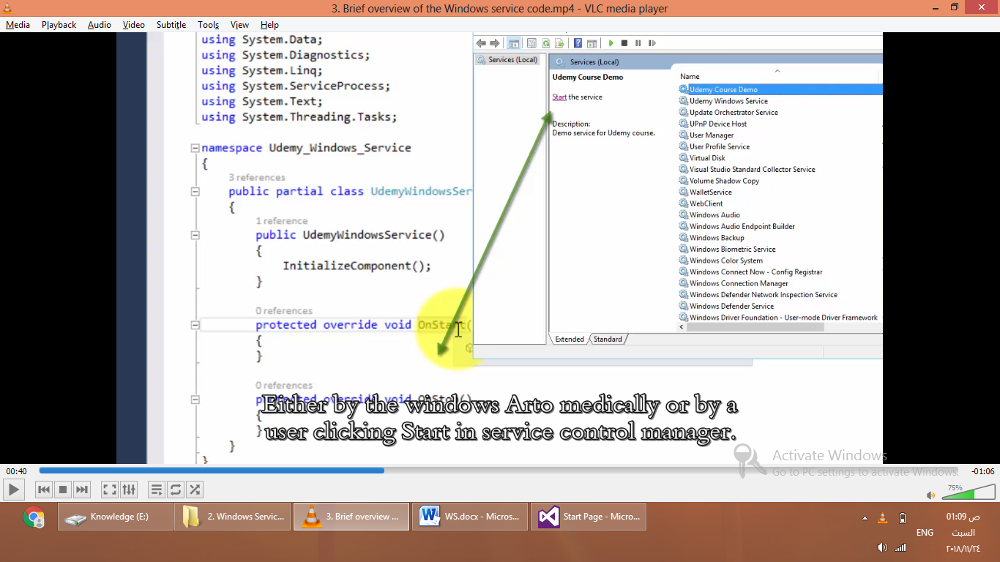 3. Brief overview of the Windows service code.mp4 - VLC media player
Media Playback Audio Video Subtitle Tools View Help
using System.Data;
using System.Diagnostics;
using System.Linq;
using System.ServiceProcess;
using System.Text;
using System.Threading.Tasks;
namespace Udemy_Windows_Service
{
3 references
public partial class UdemyWindowsSer
{
1 reference
public UdemyWindowsService()
{
InitializeComponent();
}
0 references
protected override void OnStart(
{
}
0 references
protected override void OnStop()
{
}
}
}
Services (Local)
Services (Local)
Udemy Course Demo
Start the service
Description:
Demo service for Udemy course.
Name
Udemy Course Demo
Udemy Windows Service
Update Orchestrator Service
UPnP Device Host
User Manager
User Profile Service
Virtual Disk
Visual Studio Standard Collector Service
Volume Shadow Copy
WalletService
WebClient
Windows Audio
Windows Audio Endpoint Builder
Windows Backup
Windows Biometric Service
Windows Color System
Windows Connect Now - Config Registrar
Windows Connection Manager
Windows Defender Network Inspection Service
Windows Defender Service
Windows Driver Foundation - User-mode Driver Framework
Extended Standard
Either by the windows Arto medically or by a
user clicking Start in service control manager.
Activate Windows
Go to PC settings to activate Windows.
00:40 -01:06
75%
Knowledge (E:) 2. Windows Servic... 3. Brief overview ... WS.docx - Micros... Start Page - Micro...
ENG
01:09 ص
السبت
٢٠١٨/١١/٢٤